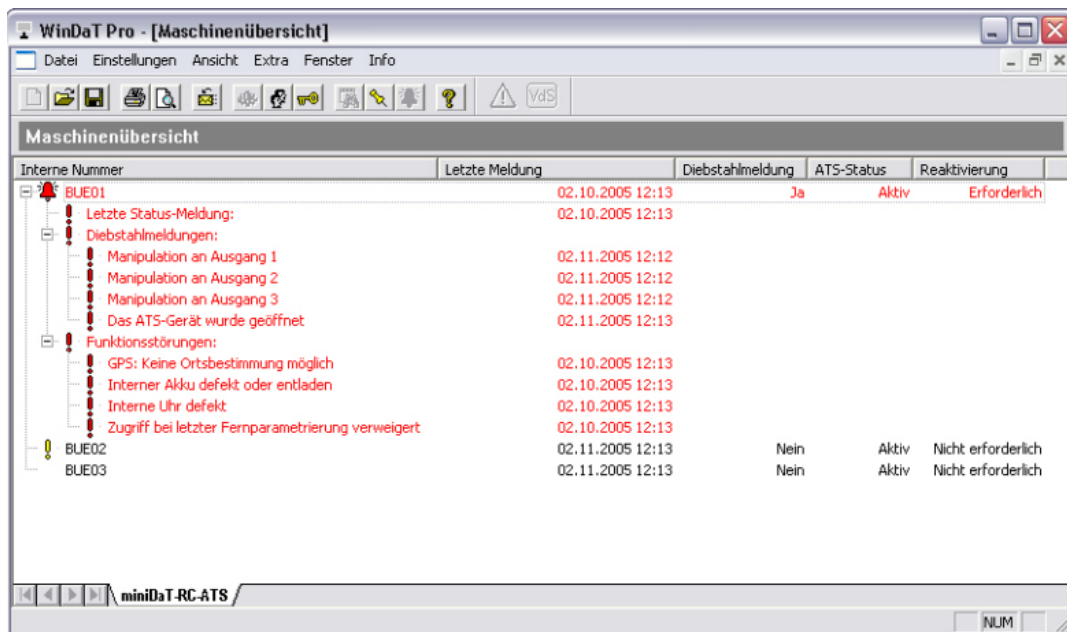 WinDaT Pro - [Maschinenübersicht]
Datei Einstellungen Ansicht Extra Fenster Info
VdS
Maschinenübersicht
Interne Nummer Letzte Meldung Diebstahlmeldung ATS-Status Reaktivierung
BUE01 02.10.2005 12:13 Ja Aktiv Erforderlich
Letzte Status-Meldung: 02.10.2005 12:13
Diebstahlmeldungen:
Manipulation an Ausgang 1 02.11.2005 12:12
Manipulation an Ausgang 2 02.11.2005 12:12
Manipulation an Ausgang 3 02.11.2005 12:12
Das ATS-Gerät wurde geöffnet 02.11.2005 12:13
Funktionsstörungen:
GPS: Keine Ortsbestimmung möglich 02.10.2005 12:13
Interner Akku defekt oder entladen 02.10.2005 12:13
Interne Uhr defekt 02.10.2005 12:13
Zugriff bei letzter Fernparametrierung verweigert 02.10.2005 12:13
BUE02 02.11.2005 12:13 Nein Aktiv Nicht erforderlich
BUE03 02.11.2005 12:13 Nein Aktiv Nicht erforderlich
miniDaT-RC-ATS
NUM